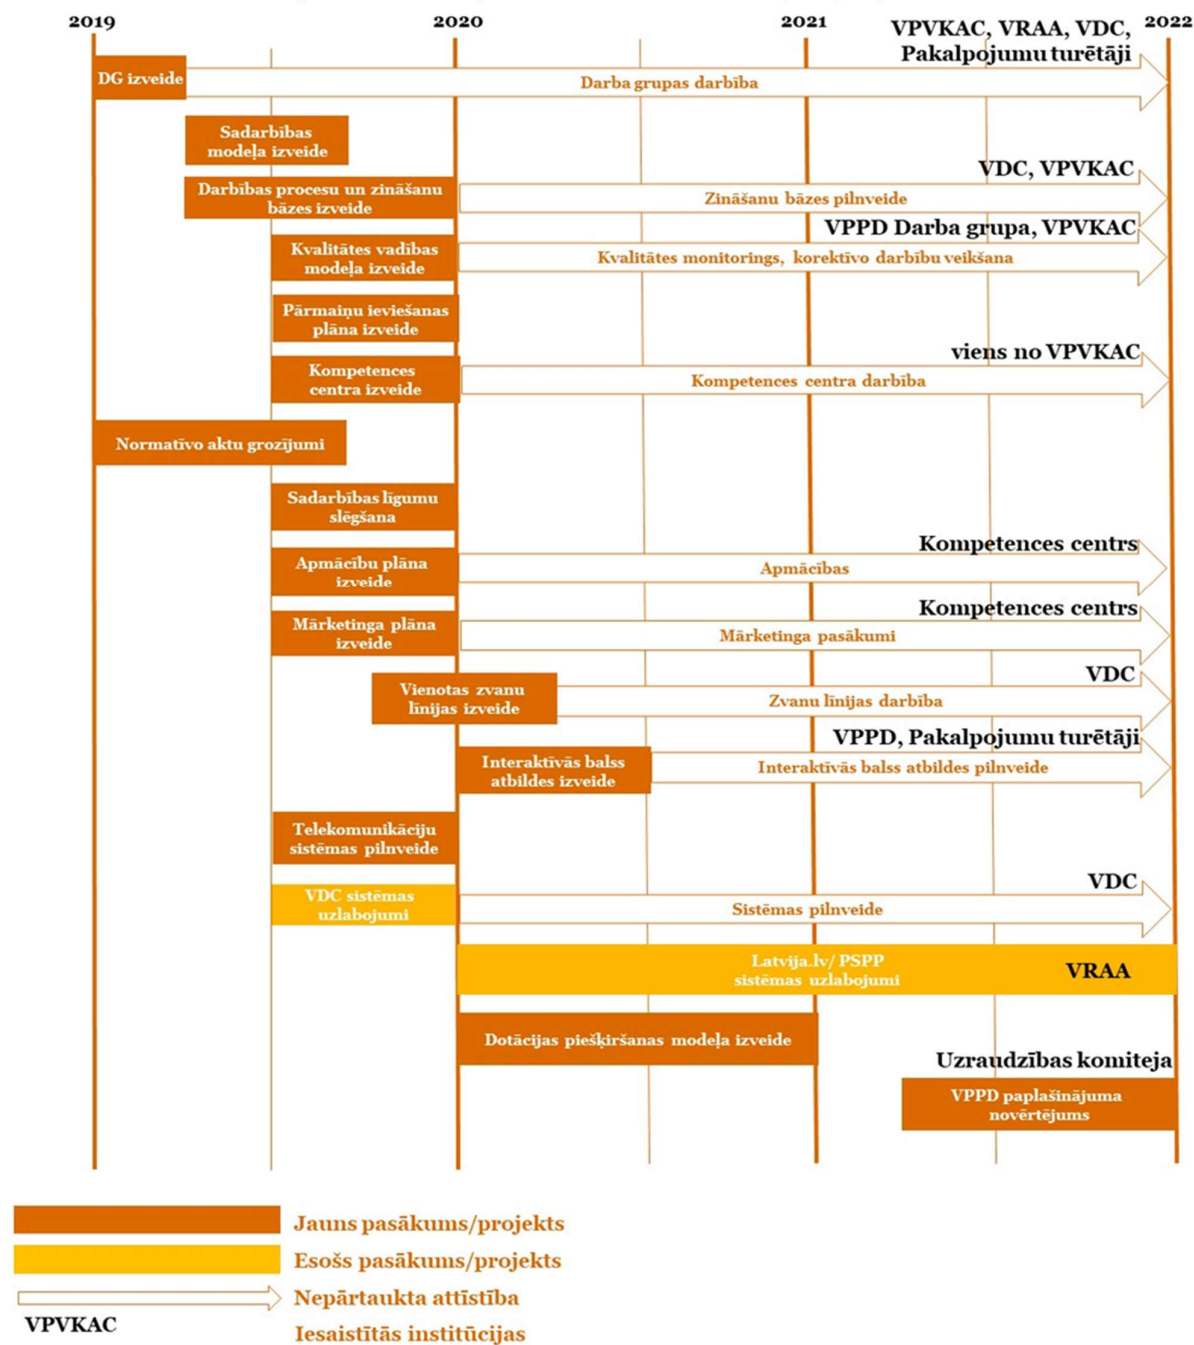 2019 2020 2021 2022
VPVKAC, VRAA, VDC,
Pakalpojumu turētāji
DG izveide
Darba grupas darbība
Sadarbības
modeļa izveide
VDC, VPVKAC
Darbības procesu un zināšanu
bāzes izveide
Zināšanu bāzes pilnveide
VPPD Darba grupa, VPVKAC
Kvalitātes vadības
modeļa izveide
Kvalitātes monitorings, korektīvo darbību veikšana
Pārmaiņu ieviešanas
plāna izveide
viens no VPVKAC
Kompetences
centra izveide
Kompetences centra darbība
Normatīvo aktu grozījumi
Sadarbības līgumu
slēgšana
Kompetences centrs
Apmācību plāna
izveide
Apmācības
Kompetences centrs
Mārketinga plāna
izveide
Mārketinga pasākumi
VDC
Vienotas zvanu
līnijas izveide
Zvanu līnijas darbība
VPPD, Pakalpojumu turētāji
Interaktīvās balss
atbildes izveide
Interaktīvās balss atbildes pilnveide
Telekomunikāciju
sistēmas pilnveide
VDC
VDC sistēmas
uzlabojumi
Sistēmas pilnveide
Latvija.lv/ PSPP
sistēmas uzlabojumi
VRAA
Dotācijas piešķiršanas modeļa izveide
Uzraudzības komiteja
VPPD paplašinājuma
novērtējums
Jauns pasākums/projekts
Esošs pasākums/projekts
Nepārtaukta attīstība
VPVKAC
Iesaistītās institūcijas